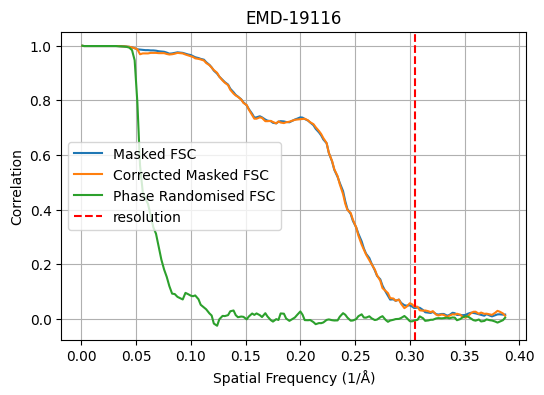 EMD-19116
1.0
0.8
0.6
0.4
0.2
0.0
Correlation
Masked FSC
Corrected Masked FSC
Phase Randomised FSC
resolution
0.00 0.05 0.10 0.15 0.20 0.25 0.30 0.35 0.40
Spatial Frequency (1/Å)